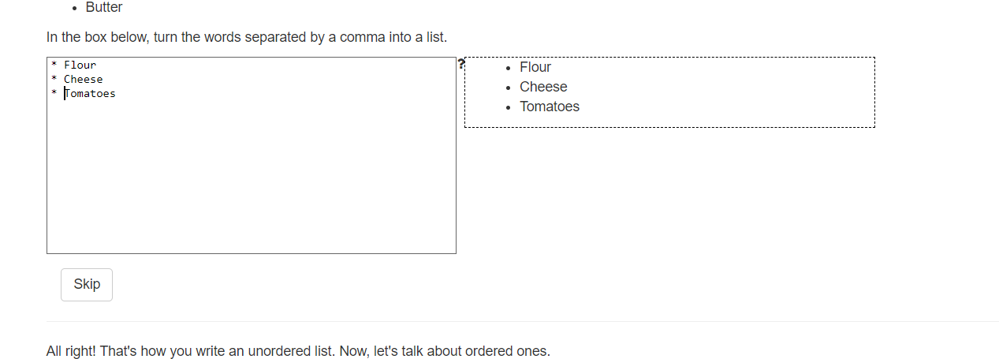 • Butter
In the box below, turn the words separated by a comma into a list.
* Flour
* Cheese
* Tomatoes
?
• Flour
• Cheese
• Tomatoes
Skip
All right! That's how you write an unordered list. Now, let's talk about ordered ones.